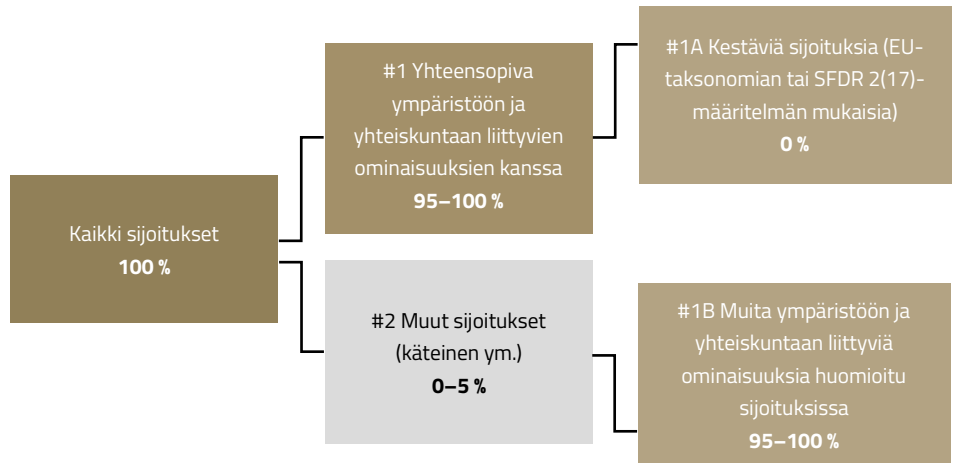 Kaikki sijoitukset
100 %
#1 Yhteensopiva
ympäristöön ja
yhteiskuntaan liittyvien
ominaisuuksien kanssa
95–100 %
#2 Muut sijoitukset
(käteinen ym.)
0–5 %
#1A Kestäviä sijoituksia (EU-
taksonomian tai SFDR 2(17)-
määritelmän mukaisia)
0 %
#1B Muita ympäristöön ja
yhteiskuntaan liittyviä
ominaisuuksia huomioitu
sijoituksissa
95–100 %